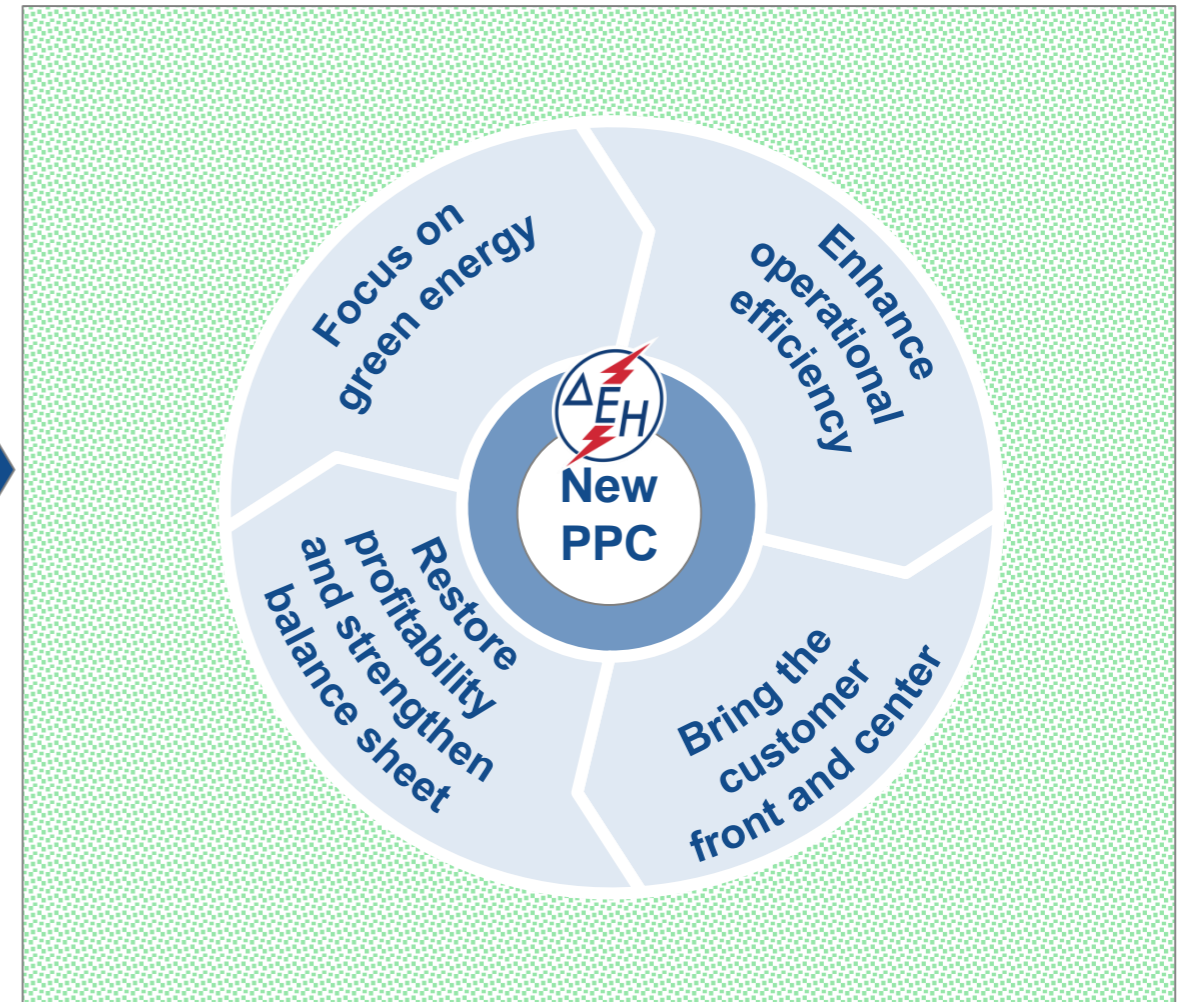 Focus on
green energy
Enhance
operational
efficiency
ΔEH
New
PPC
Restore
profitability
and strengthen
balance sheet
Bring the
customer
front and center